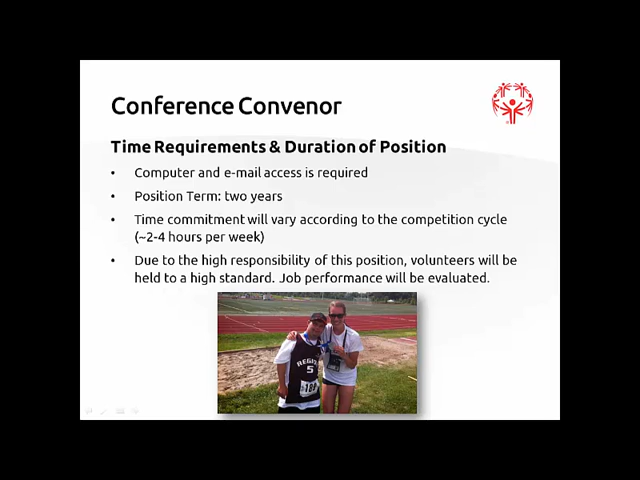 Conference Convenor
Time Requirements & Duration of Position
• Computer and e-mail access is required
• Position Term: two years
• Time commitment will vary according to the competition cycle
(~2-4 hours per week)
• Due to the high responsibility of this position, volunteers will be
held to a high standard. Job performance will be evaluated.
REGION
5